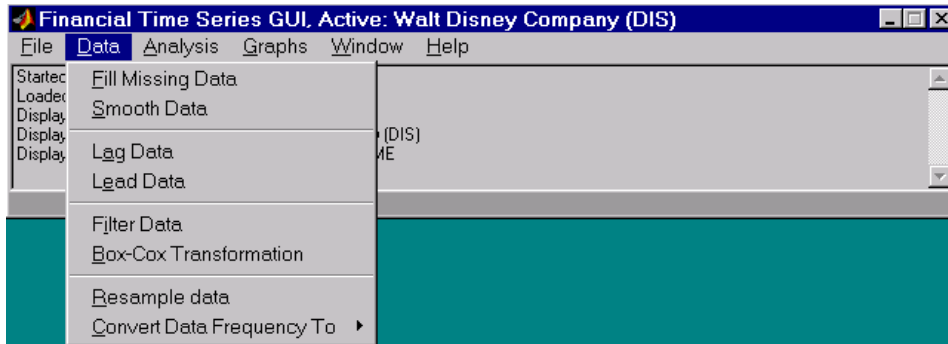 Financial Time Series GUI, Active: Walt Disney Company (DIS)
File Data Analysis Graphs Window Help
Fill Missing Data
Smooth Data
Lag Data
Lead Data
Filter Data
Box-Cox Transformation
Resample data
Convert Data Frequency To
(DIS)